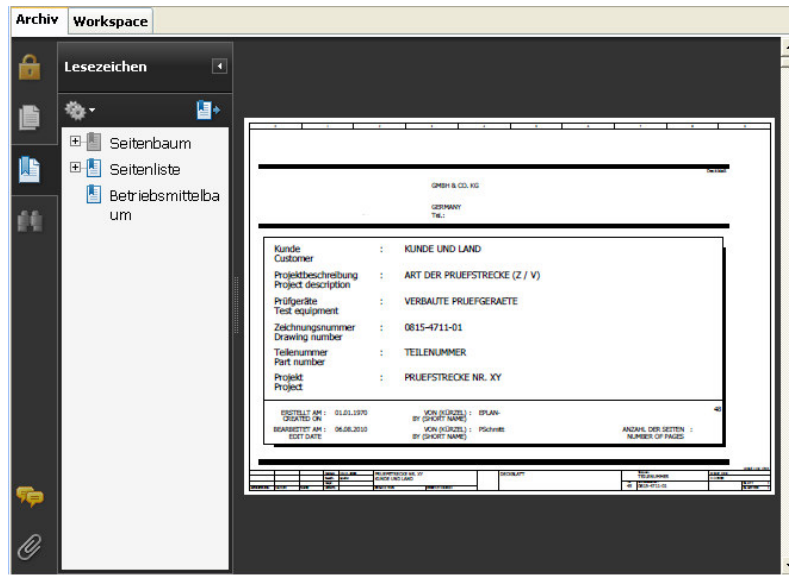 Archiv Workspace
Lesezeichen
Seitenbaum
Seitenliste
Betriebsmittelba
um
GMBH & CO. KG
GERMANY
Tel.:
Kunde : KUNDE UND LAND
Customer
Projektbeschreibung : ART DER PRUEFSTRECKE (Z / V)
Project description
Prüfgeräte : VERBAUTE PRUEFGERAETE
Test equipment
Zeichnungsnummer : 0815-4711-01
Drawing number
Teilenummer : TEILENUMMER
Part number
Projekt : PRUEFSTRECKE NR. XY
Project
48
ERSTELLT AM : 01.01.1970 VON (KÜRZEL) : EPLAN-
CREATED ON BY (SHORT NAME)
BEARBEITET AM : 06.08.2010 VON (KÜRZEL) : PSchmitt ANZAHL DER SEITEN :
EDIT DATE BY (SHORT NAME) NUMBER OF PAGES
PRUEFSTRECKE NR. XY DECKBLATT TEILENUMMER
KUNDE UND LAND
48 0815-4711-01